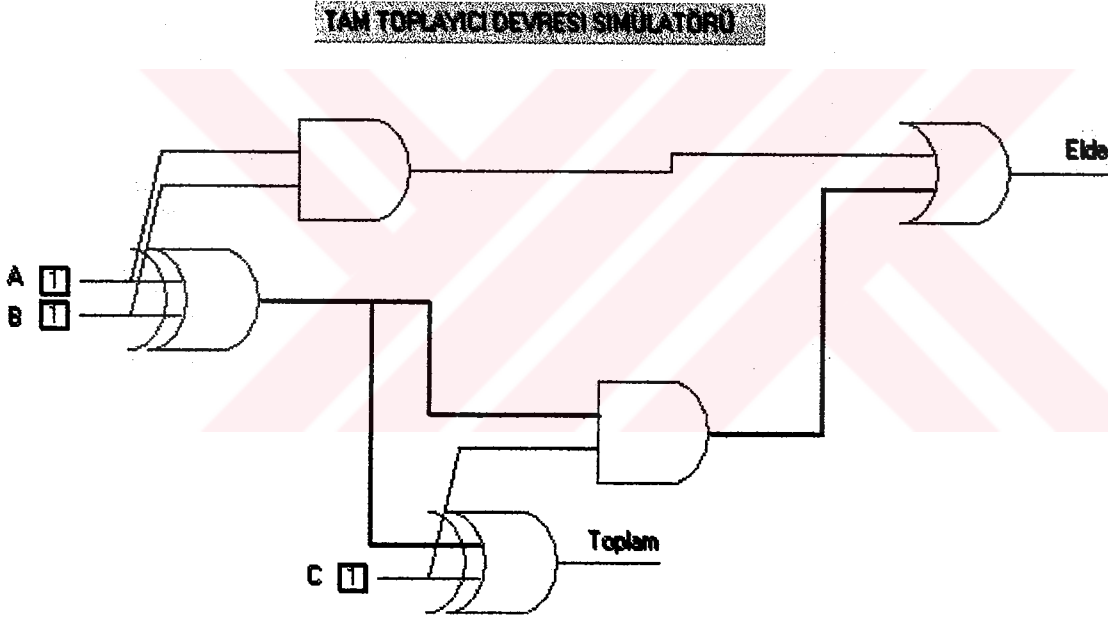 TAM TOPLAYICI DEVRESİ SİMÜLATÖRÜ
Elde
A 1
B 1
Toplam
C 1